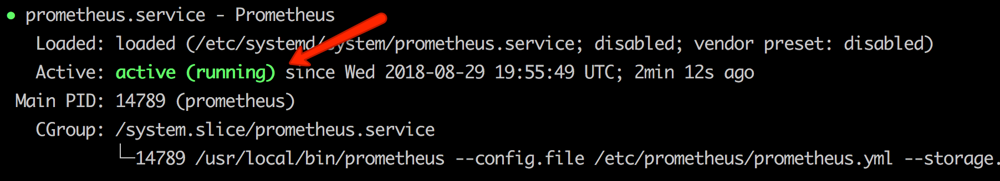 ● prometheus.service - Prometheus
Loaded: loaded (/etc/systemd/system/prometheus.service; disabled; vendor preset: disabled)
Active: active (running) since Wed 2018-08-29 19:55:49 UTC; 2min 12s ago
Main PID: 14789 (prometheus)
CGroup: /system.slice/prometheus.service
└─14789 /usr/local/bin/prometheus --config.file /etc/prometheus/prometheus.yml --storage.